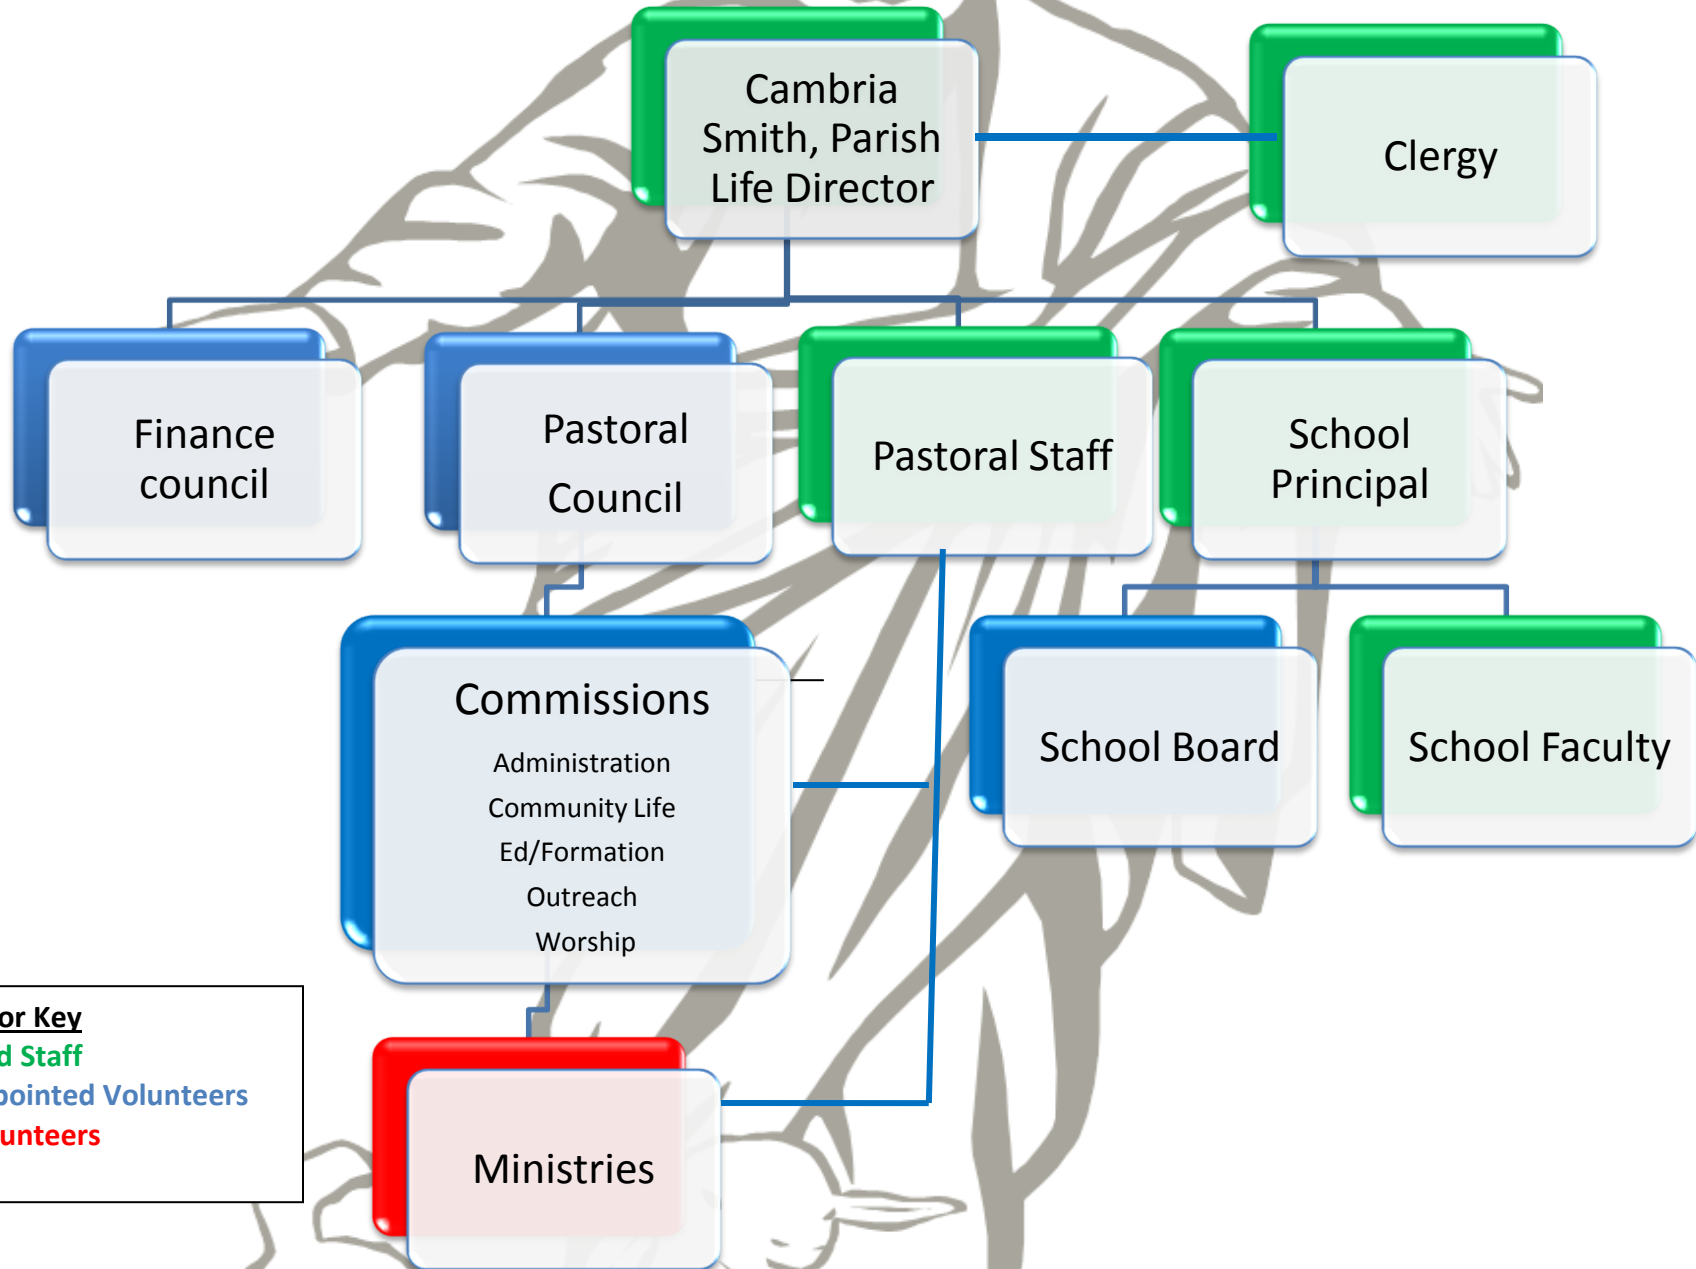 Cambria
Smith, Parish
Life Director
Clergy
Finance
council
Pastoral
Council
Pastoral Staff
School
Principal
Commissions
Administration
Community Life
Ed/Formation
Outreach
Worship
School Board
School Faculty
Ministries
or Key
d Staff
pointed Volunteers
unteers